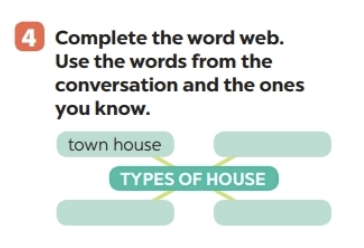 4 Complete the word web.
Use the words from the
conversation and the ones
you know.
town house
TYPES OF HOUSE